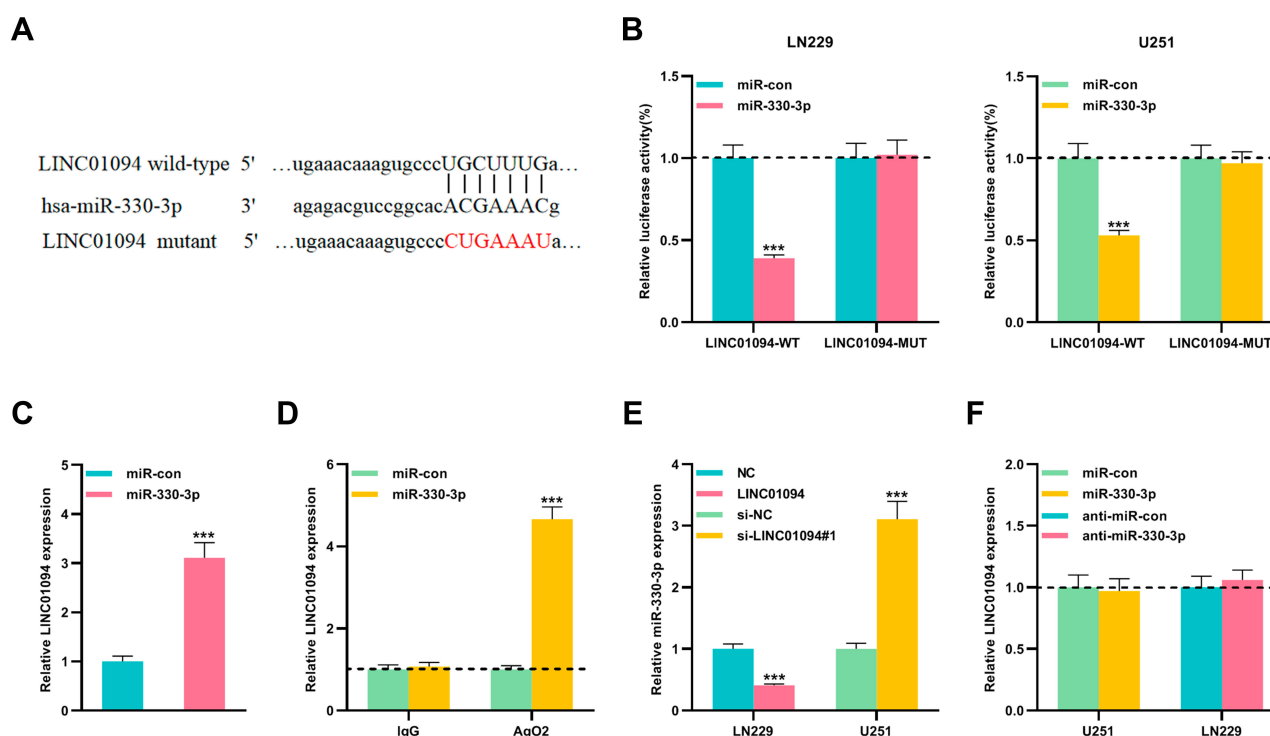 A
LINC01094 wild-type 5' ...ugaaacaaagugcccUGCUUUGa...
hsa-miR-330-3p 3' agagacguccggcacACGAAACg
LINC01094 mutant 5' ...ugaaacaaagugcccCUGAAAUa...
B
LN229
Relative luciferase activity(%)
1.5
1.0
0.5
0.0
miR-con
miR-330-3p
***
LINC01094-WT
LINC01094-MUT
U251
Relative luciferase activity(%)
1.5
1.0
0.5
0.0
miR-con
miR-330-3p
***
LINC01094-WT
LINC01094-MUT
C
Relative LINC01094 expression
5
4
3
2
1
0
miR-con
miR-330-3p
***
D
Relative LINC01094 expression
6
4
2
1
0
miR-con
miR-330-3p
***
IgG
AgO2
E
Relative miR-330-3p expression
4
3
2
1
0
NC
LINC01094
si-NC
si-LINC01094#1
***
***
LN229
U251
F
Relative LINC01094 expression
2.0
1.5
1.0
0.5
0.0
miR-con
miR-330-3p
anti-miR-con
anti-miR-330-3p
U251
LN229